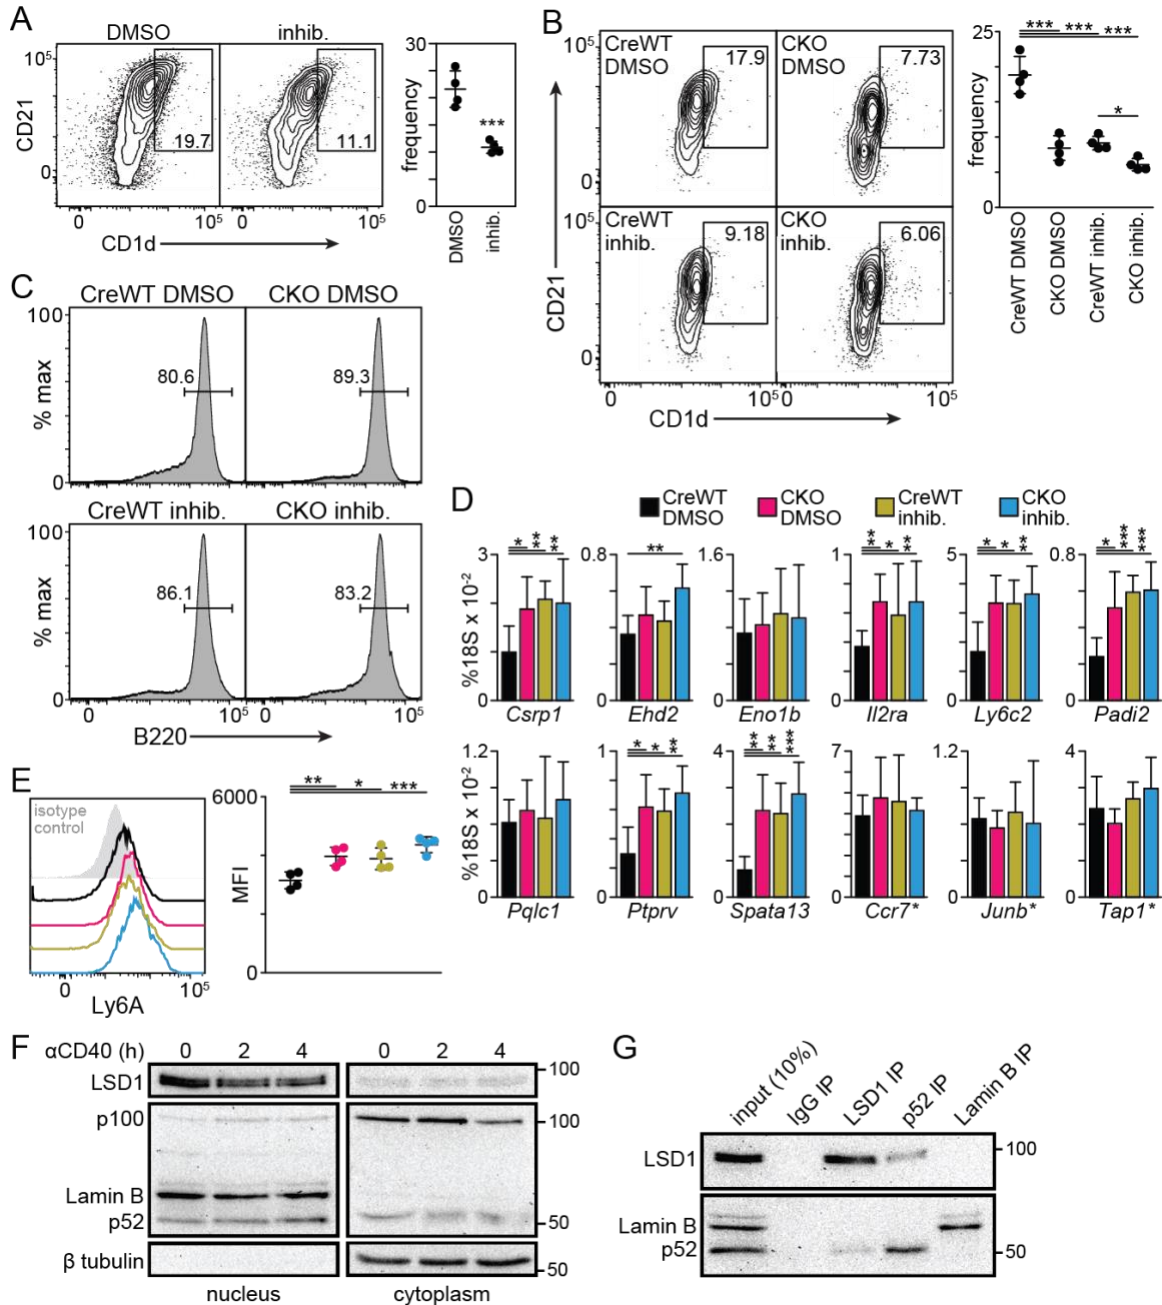 A
DMSO
inhib.
10⁵
CD21
0
19.7
11.1
0
10⁵
0
10⁵
CD1d
30
frequency
***
0
DMSO
inhib.
B
10⁵
CreWT
DMSO
17.9
CKO
DMSO
7.73
0
10⁵
CreWT
inhib.
9.18
CKO
inhib.
6.06
0
CD21
0
10⁵
0
10⁵
CD1d
25
frequency
***
***
***
*
0
CreWT DMSO
CKO DMSO
CreWT inhib.
CKO inhib.
C
CreWT DMSO
CKO DMSO
100
% max
80.6
89.3
0
CreWT inhib.
CKO inhib.
100
% max
86.1
83.2
0
0
10⁵
0
10⁵
B220
D
CreWT
DMSO
CKO
DMSO
CreWT
inhib.
CKO
inhib.
%18S x 10⁻²
3
* ** **
0
Csrp1
0.8
**
0
Ehd2
1.6
0
Eno1b
1
** * **
0
Il2ra
5
* * **
0
Ly6c2
0.8
* *** ***
0
Padi2
%18S x 10⁻²
1.2
0
Pqlc1
2
* * **
0
Ptprv
4
** ** ***
0
Spata13
7
0
Ccr7*
7
0
Junb*
4
0
Tap1*
E
isotype
control
0
10⁵
Ly6A
6000
MFI
** * ***
0
F
αCD40 (h)
0 2 4
0 2 4
LSD1
100
p100
100
Lamin B
p52
50
β tubulin
50
nucleus
cytoplasm
G
input (10%)
IgG IP
LSD1 IP
p52 IP
Lamin B IP
LSD1
100
Lamin B
p52
50